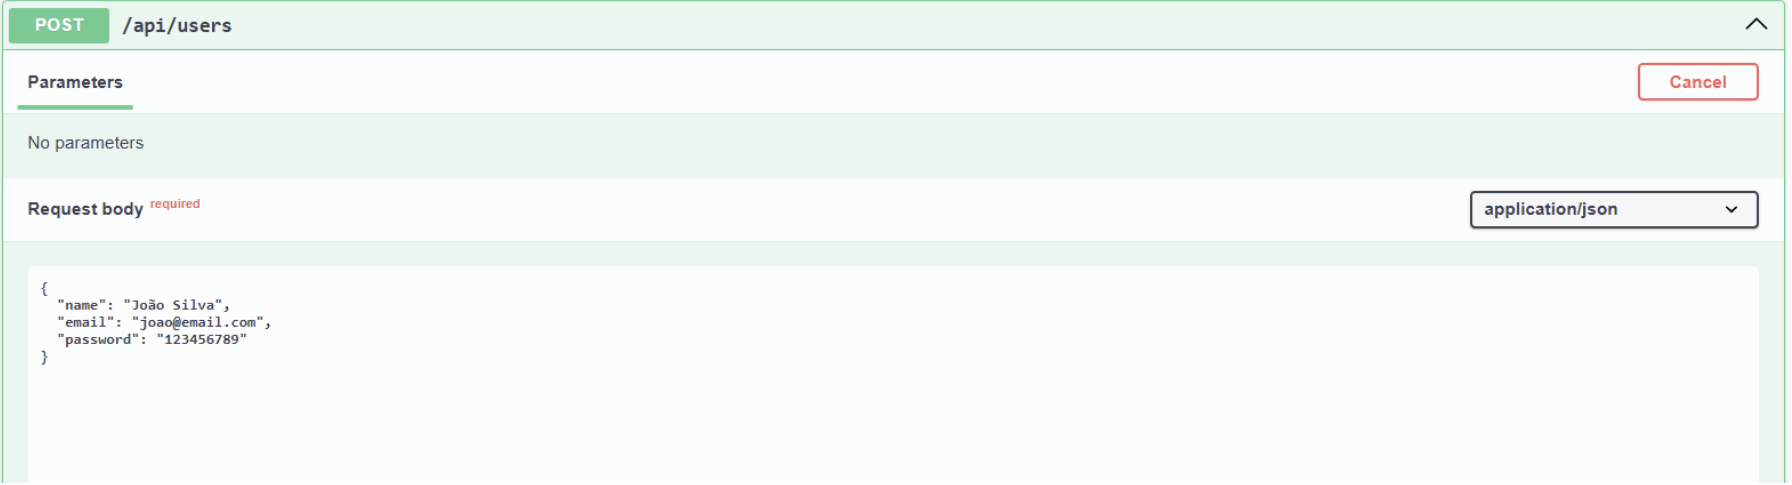 POST /api/users
Parameters Cancel
No parameters
Request body required application/json
{
"name": "João Silva",
"email": "joao@email.com",
"password": "123456789"
}